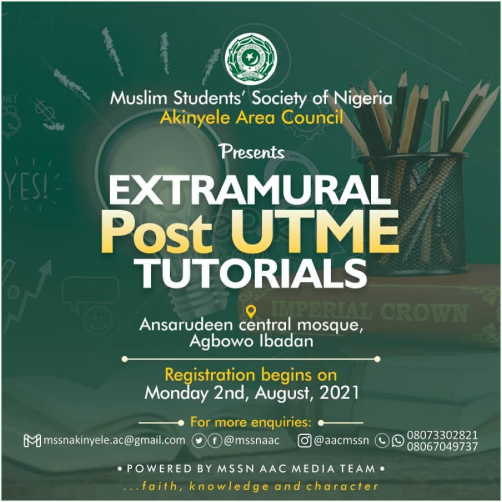 Muslim Students' Society of Nigeria
Akinyele Area Council
Presents
EXTRAMURAL
Post UTME
TUTORIALS
IMPERIAL CROWN
YES!
Ansarudeen central mosque,
Agbowo Ibadan
Registration begins on
Monday 2nd, August, 2021
For more enquiries:
mssnakinyele.ac@gmail.com @mssnaac @aacmssn 08073302821
08067049737
• POWERED BY MSSN AAC MEDIA TEAM •
...faith, knowledge and character